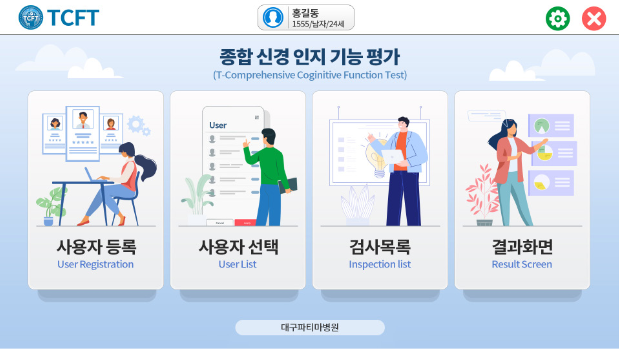 TCFT
TCFT
홍길동
1555/남자/24세
종합 신경 인지 기능 평가
(T-Comprehensive Coginitive Function Test)
User
사용자 등록
User Registration
사용자 선택
User List
검사목록
Inspection list
결과화면
Result Screen
대구파티마병원